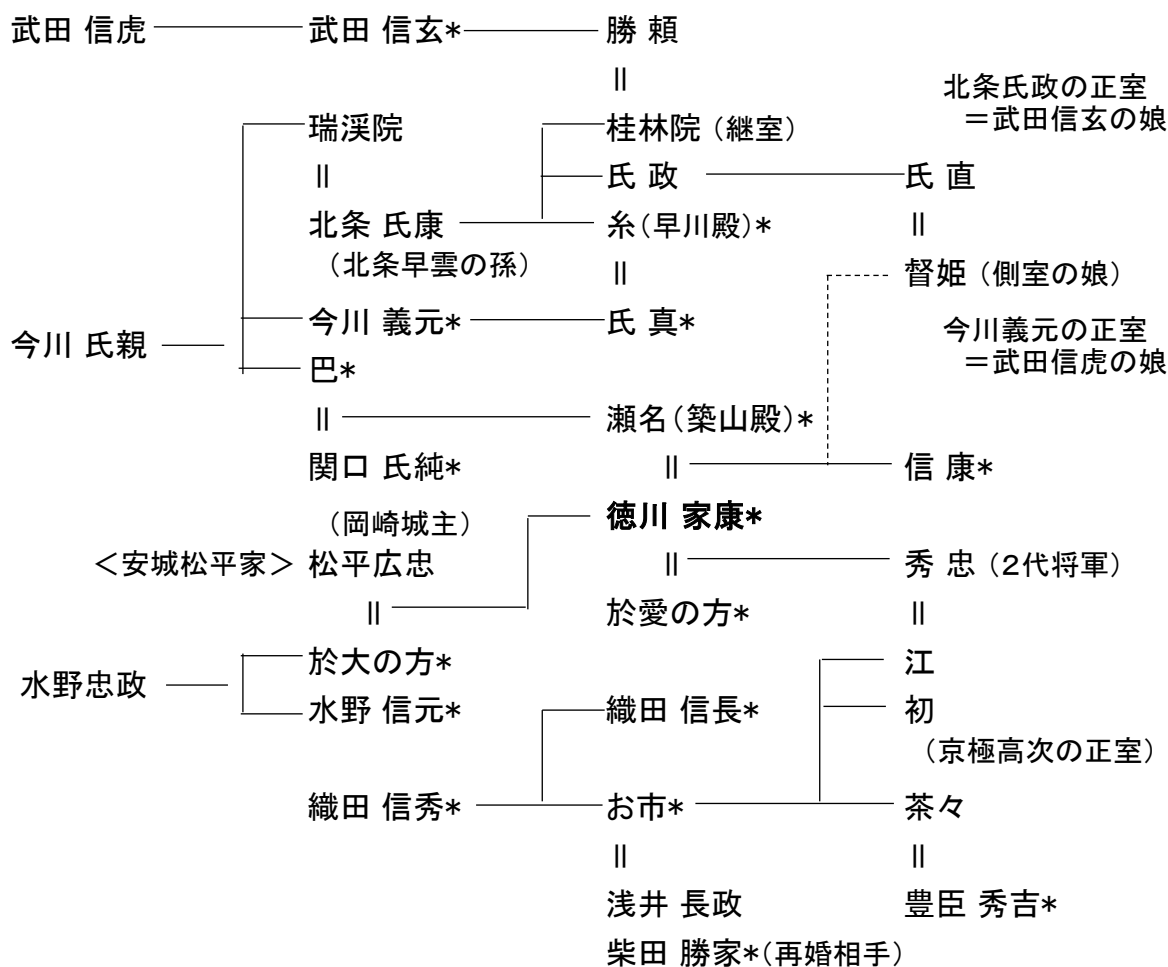 武田 信虎 武田 信玄* 勝 頼
||
北条氏政の正室
=武田信玄の娘
瑞渓院 桂林院(継室)
|| 氏 政 氏 直
北条 氏康 糸(早川殿)* ||
(北条早雲の孫) || 督姫(側室の娘)
今川 氏親 今川 義元* 氏 真*
今川義元の正室
=武田信虎の娘
巴*
|| 瀬名(築山殿)*
関口 氏純* || 信 康*
(岡崎城主) 徳川 家康*
<安城松平家> 松平広忠 || 秀 忠(2代将軍)
|| 於愛の方* ||
水野忠政 於大の方* 江
水野 信元* 織田 信長* 初
(京極高次の正室)
織田 信秀* お市* 茶々
|| ||
浅井 長政 豊臣 秀吉*
柴田 勝家*(再婚相手)